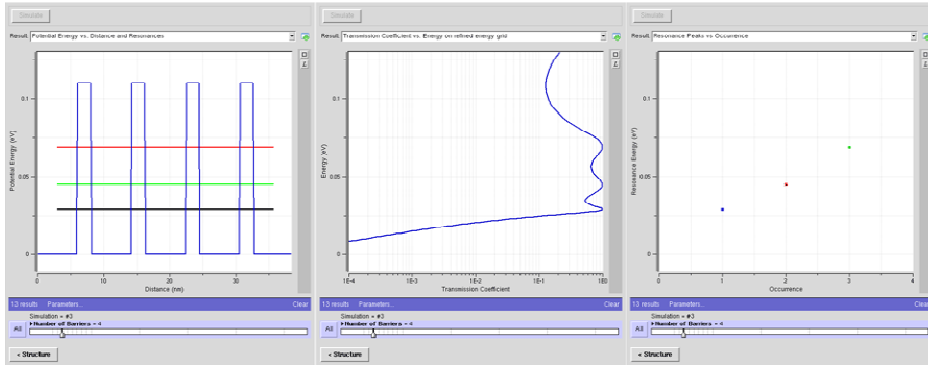 Simulate
Result: Potential Energy vs. Distance and Resonances
Potential Energy (eV)
0.1
0.05
0
0 10 20 30
Distance (nm)
13 results Parameters... Clear
Simulation = #3
Number of Barriers = 4
All
< Structure
Simulate
Result: Transmission Coefficient vs. Energy on refined energy grid
Energy (eV)
0.1
0.05
0
1E-4 1E-3 1E-2 1E-1 1E0
Transmission Coefficient
13 results Parameters... Clear
Simulation = #3
Number of Barriers = 4
All
< Structure
Simulate
Result: Resonance Peaks vs Occurrence
Resonance Energy (eV)
0.1
0.05
0
0 1 2 3 4
Occurrence
13 results Parameters... Clear
Simulation = #3
Number of Barriers = 4
All
< Structure